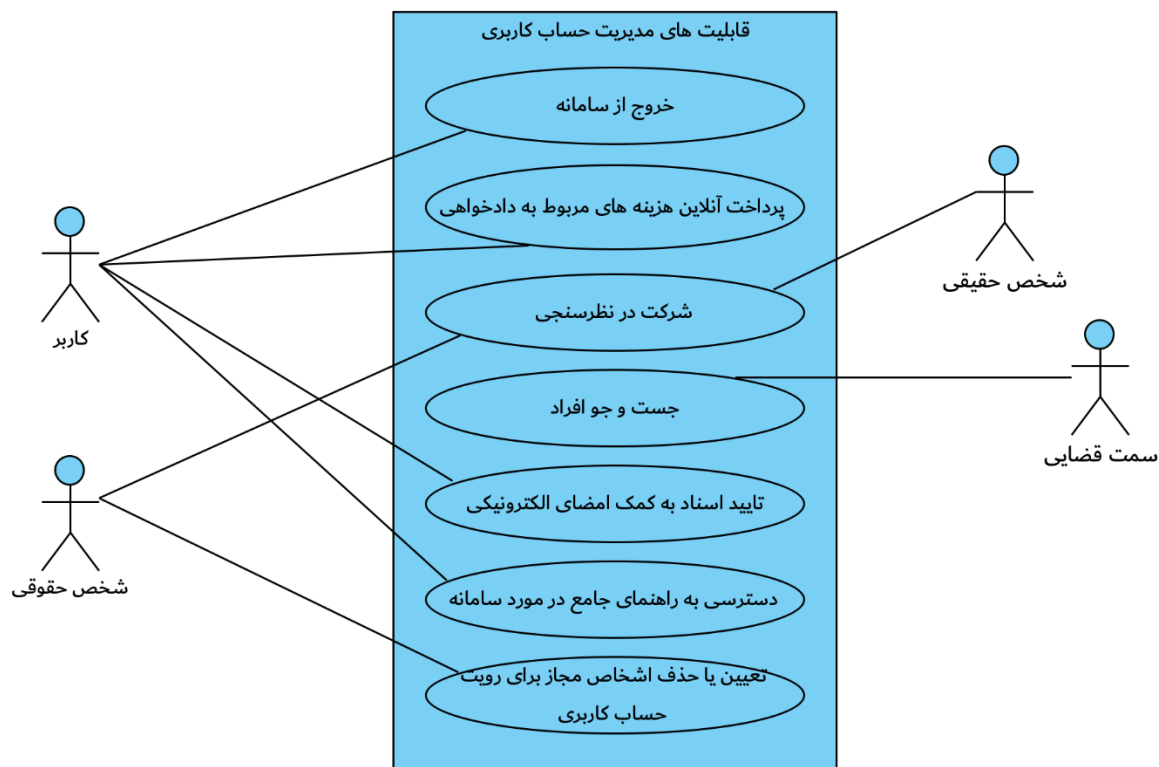 قابلیت های مدیریت حساب کاربری
خروج از سامانه
پرداخت آنلاین هزینه های مربوط به دادخواهی
شخص حقیقی
کاربر
شرکت در نظرسنجی
جست و جو افراد
سمت قضایی
تایید اسناد به کمک امضای الکترونیکی
شخص حقوقی
دسترسی به راهنمای جامع در مورد سامانه
تعیین یا حذف اشخاص مجاز برای رویت
حساب کاربری